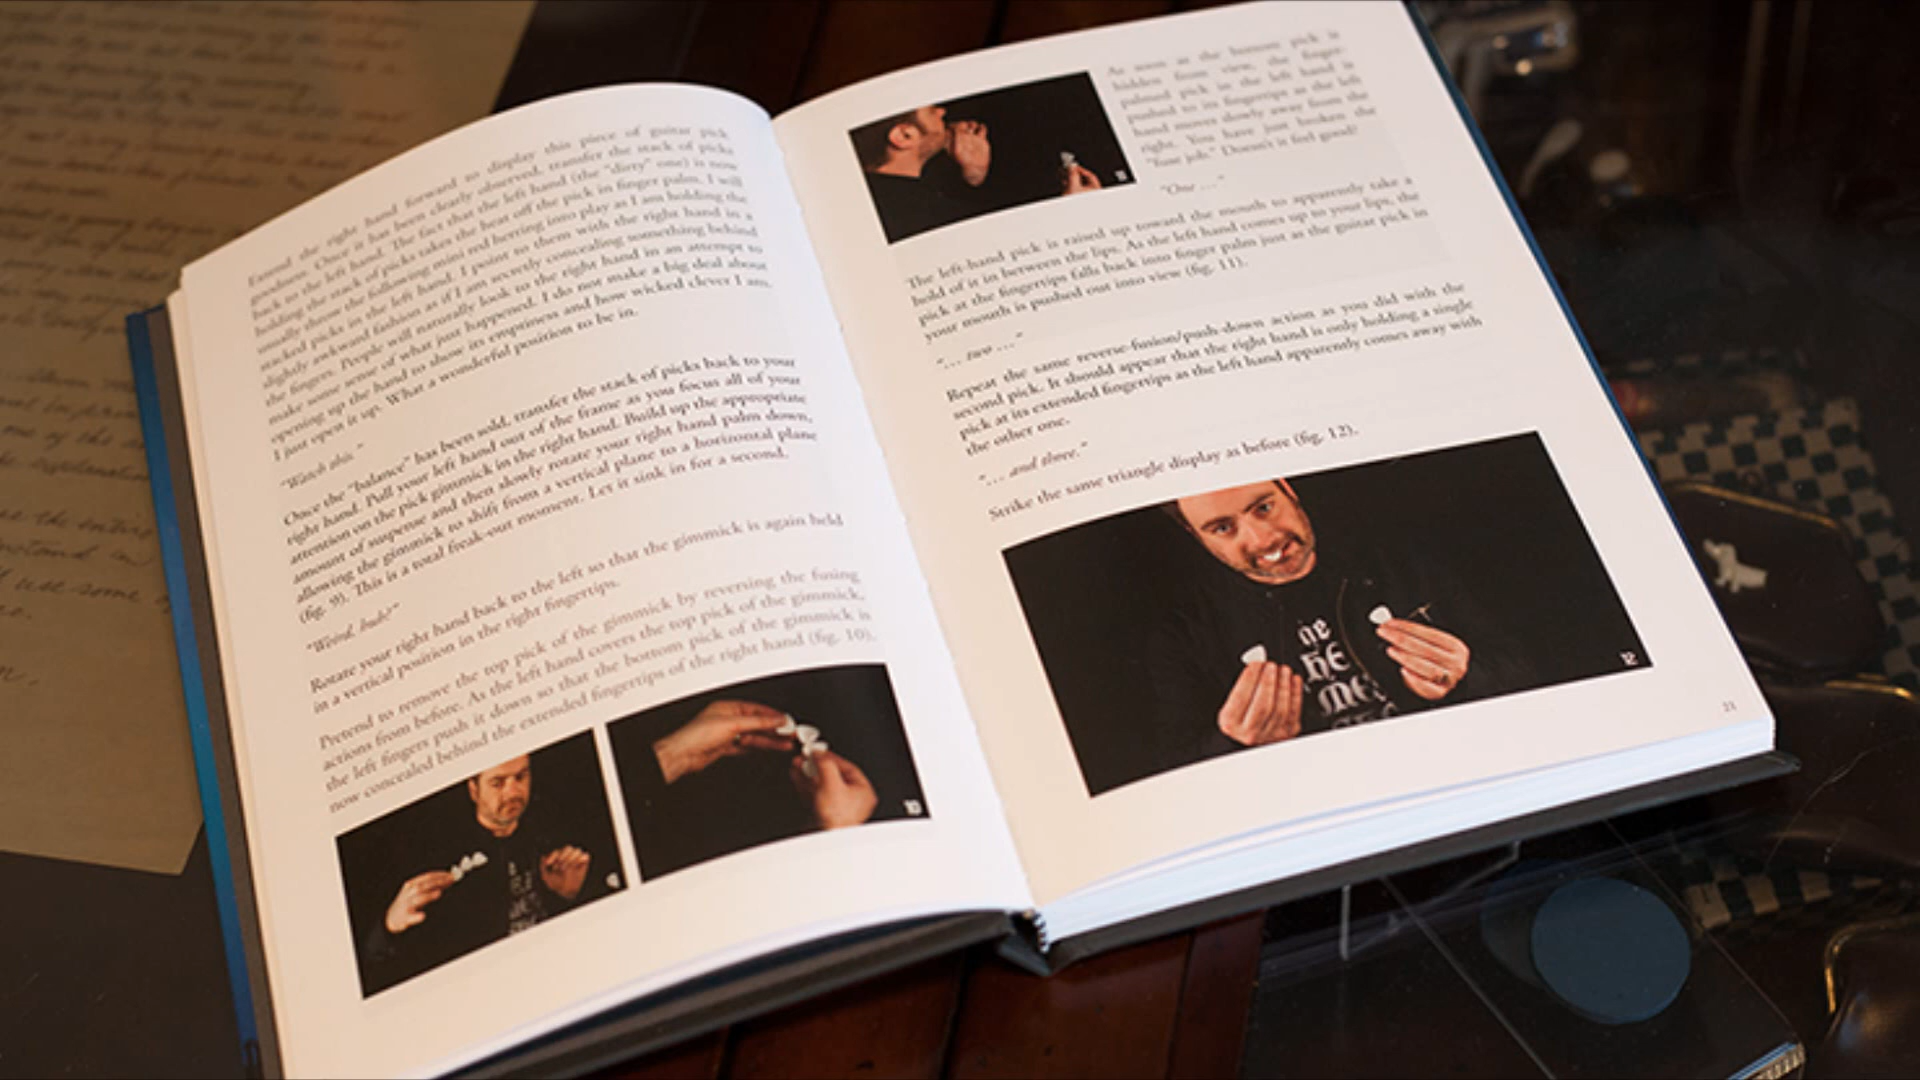 Extend the right hand forward to display this piece of guitar pick
goodness. Once it has been clearly observed, transfer the stack of picks
back to the left hand. The fact that the left hand (the "dirty" one) is now
holding the stack of picks takes the heat off the pick in finger palm. I will
usually throw the following mini red herring into play as I am holding the
stacked picks in the left hand. I point to them with the right hand in a
slightly awkward fashion as if I am secretly concealing something behind
the fingers. People will naturally look to the right hand in an attempt to
make some sense of what just happened. I do not make a big deal about
opening up the hand to show its emptiness and how wicked clever I am.
I just open it up. What a wonderful position to be in.
"Watch this."
Once the "balance" has been sold, transfer the stack of picks back to your
right hand. Pull your left hand out of the frame as you focus all of your
attention on the pick gimmick in the right hand. Build up the appropriate
amount of suspense and then slowly rotate your right hand palm down,
allowing the gimmick to shift from a vertical plane to a horizontal plane
(fig. 9). This is a total freak-out moment. Let it sink in for a second.
"Weird, huh?"
Rotate your right hand back to the left so that the gimmick is again held
in a vertical position in the right fingertips.
Pretend to remove the top pick of the gimmick by reversing the fusing
actions from before. As the left hand covers the top pick of the gimmick,
the left fingers push it down so that the bottom pick of the gimmick is
now concealed behind the extended fingertips of the right hand (fig. 10).
9
10
As soon as the bottom pick is
hidden from view, the finger-
palmed pick in the left hand is
pushed to its fingertips as the left
hand moves slowly away from the
right. You have just broken the
"fuse job." Doesn't it feel good?
11
"One ..."
The left-hand pick is raised up toward the mouth to apparently take a
hold of it in between the lips. As the left hand comes up to your lips, the
pick at the fingertips falls back into finger palm just as the guitar pick in
your mouth is pushed out into view (fig. 11).
"... two ..."
Repeat the same reverse-fusion/push-down action as you did with the
second pick. It should appear that the right hand is only holding a single
pick at its extended fingertips as the left hand apparently comes away with
the other one.
"... and three."
Strike the same triangle display as before (fig. 12).
12
21